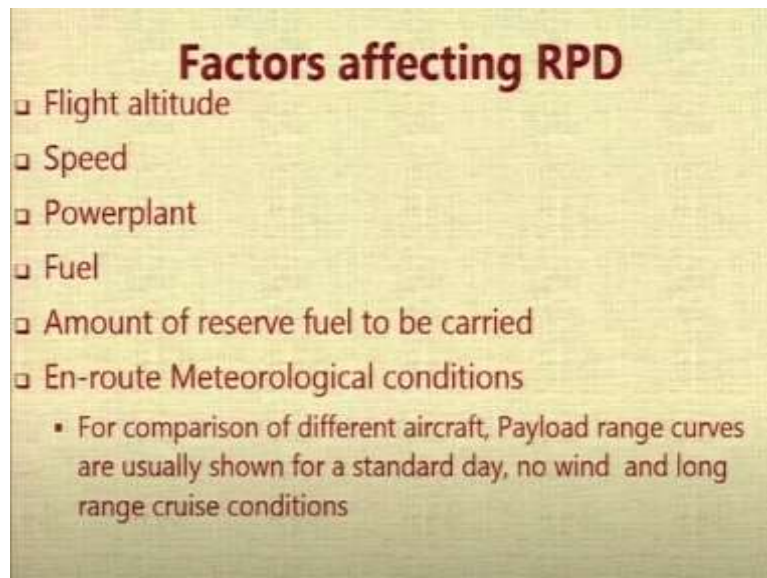 Factors affecting RPD
Flight altitude
Speed
Powerplant
Fuel
Amount of reserve fuel to be carried
En-route Meteorological conditions
For comparison of different aircraft, Payload range curves
are usually shown for a standard day, no wind and long
range cruise conditions